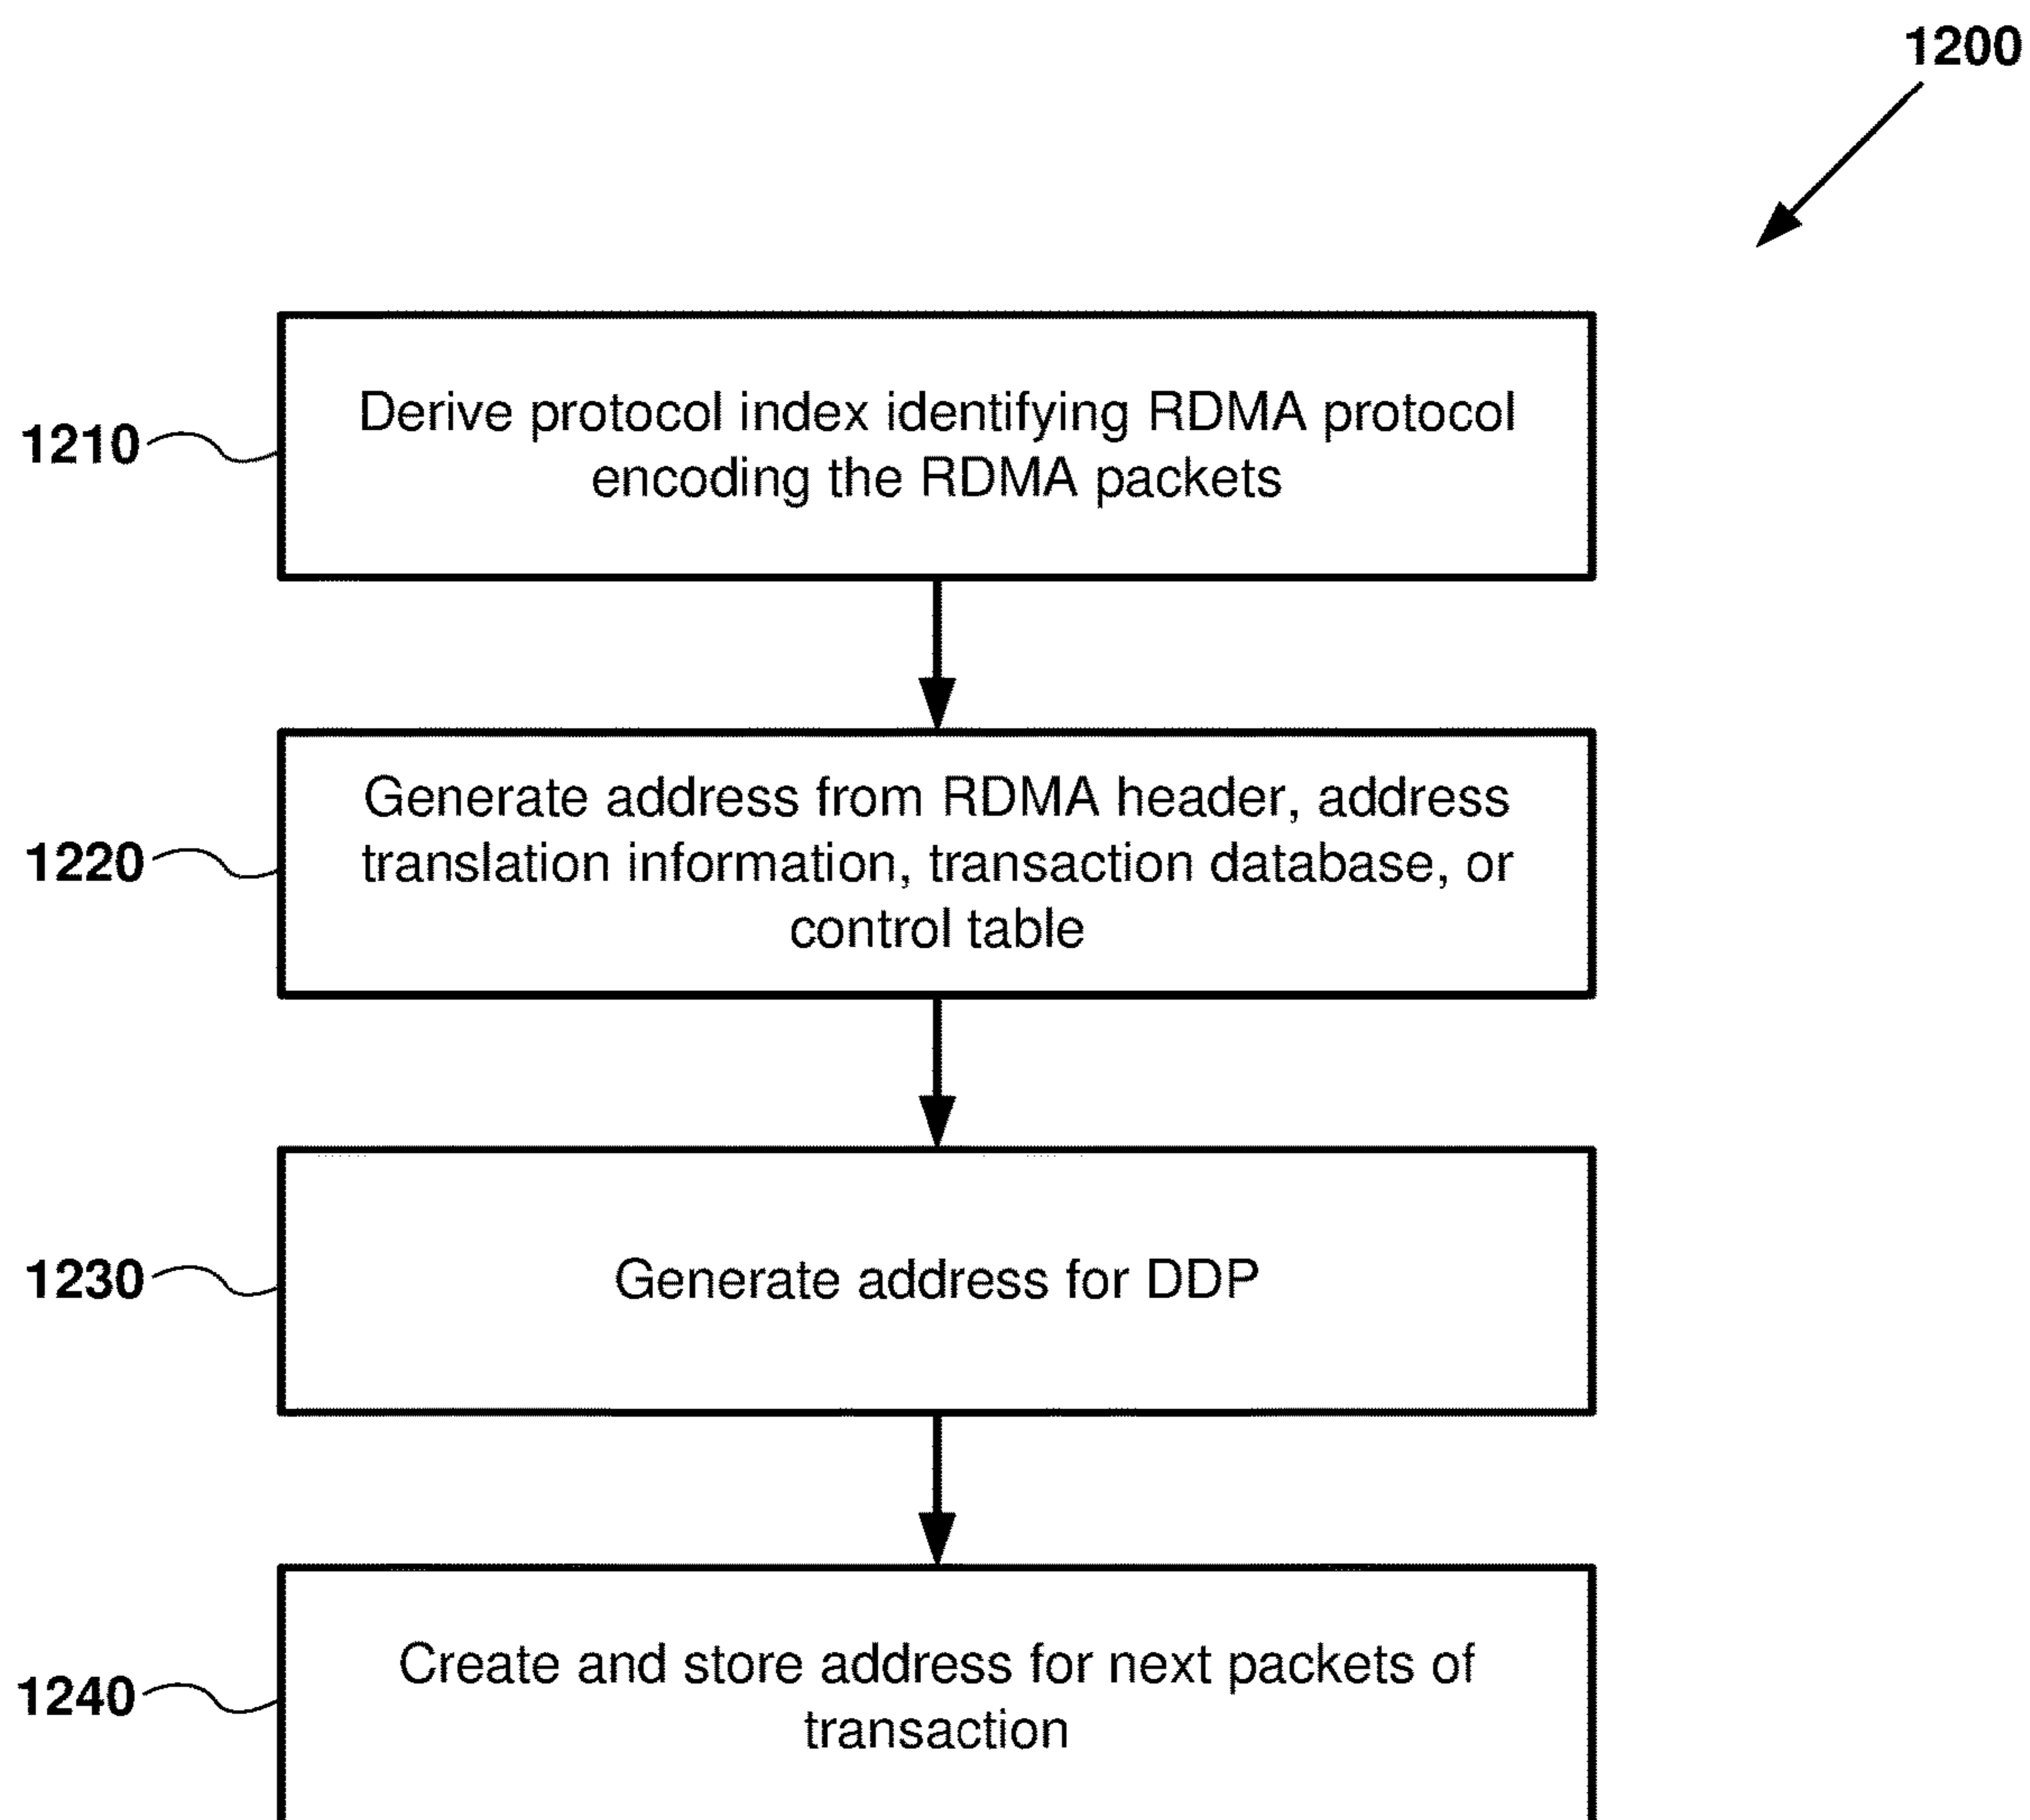 1200
1210
Derive protocol index identifying RDMA protocol
encoding the RDMA packets
1220
Generate address from RDMA header, address
translation information, transaction database, or
control table
1230
Generate address for DDP
1240
Create and store address for next packets of
transaction